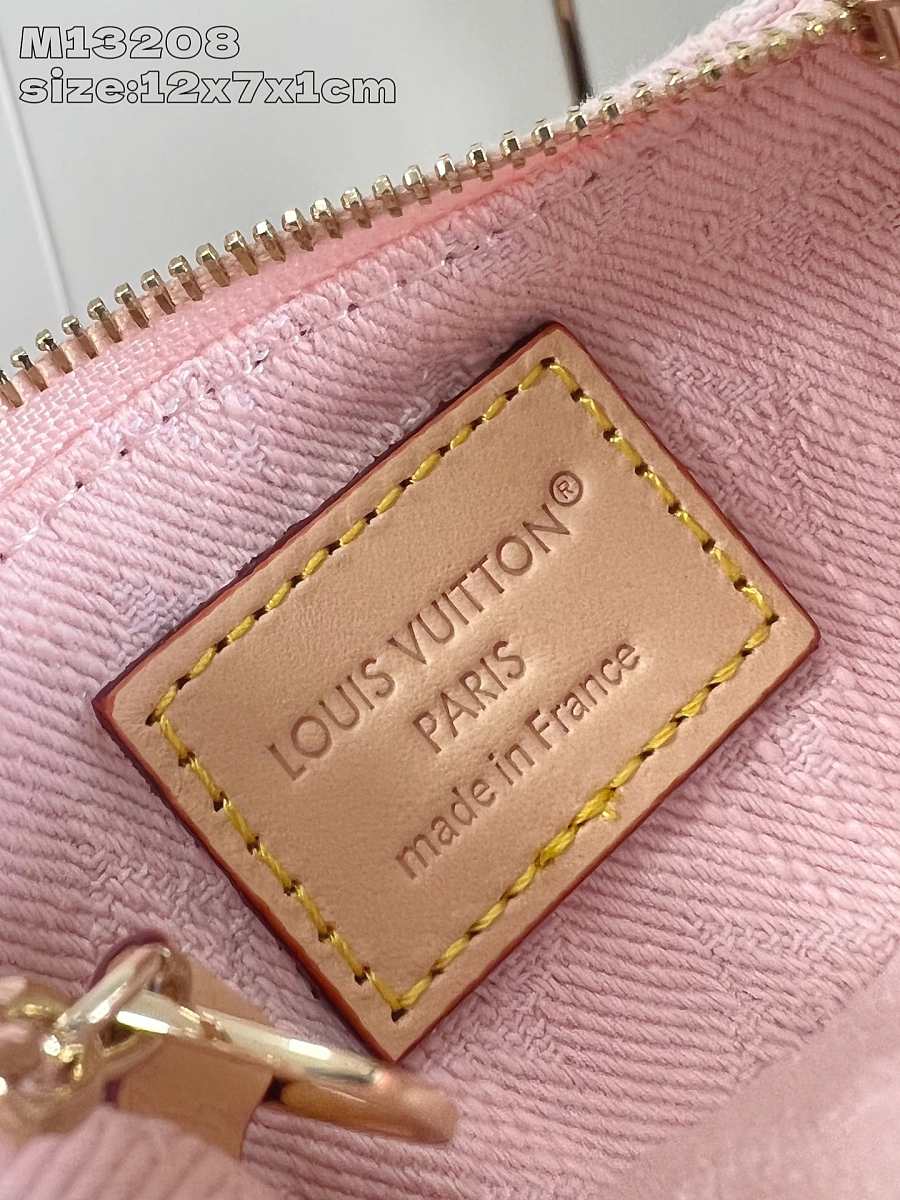 M13208
size:12x7x1cm
LOUIS VUITTON®
PARIS
made in France